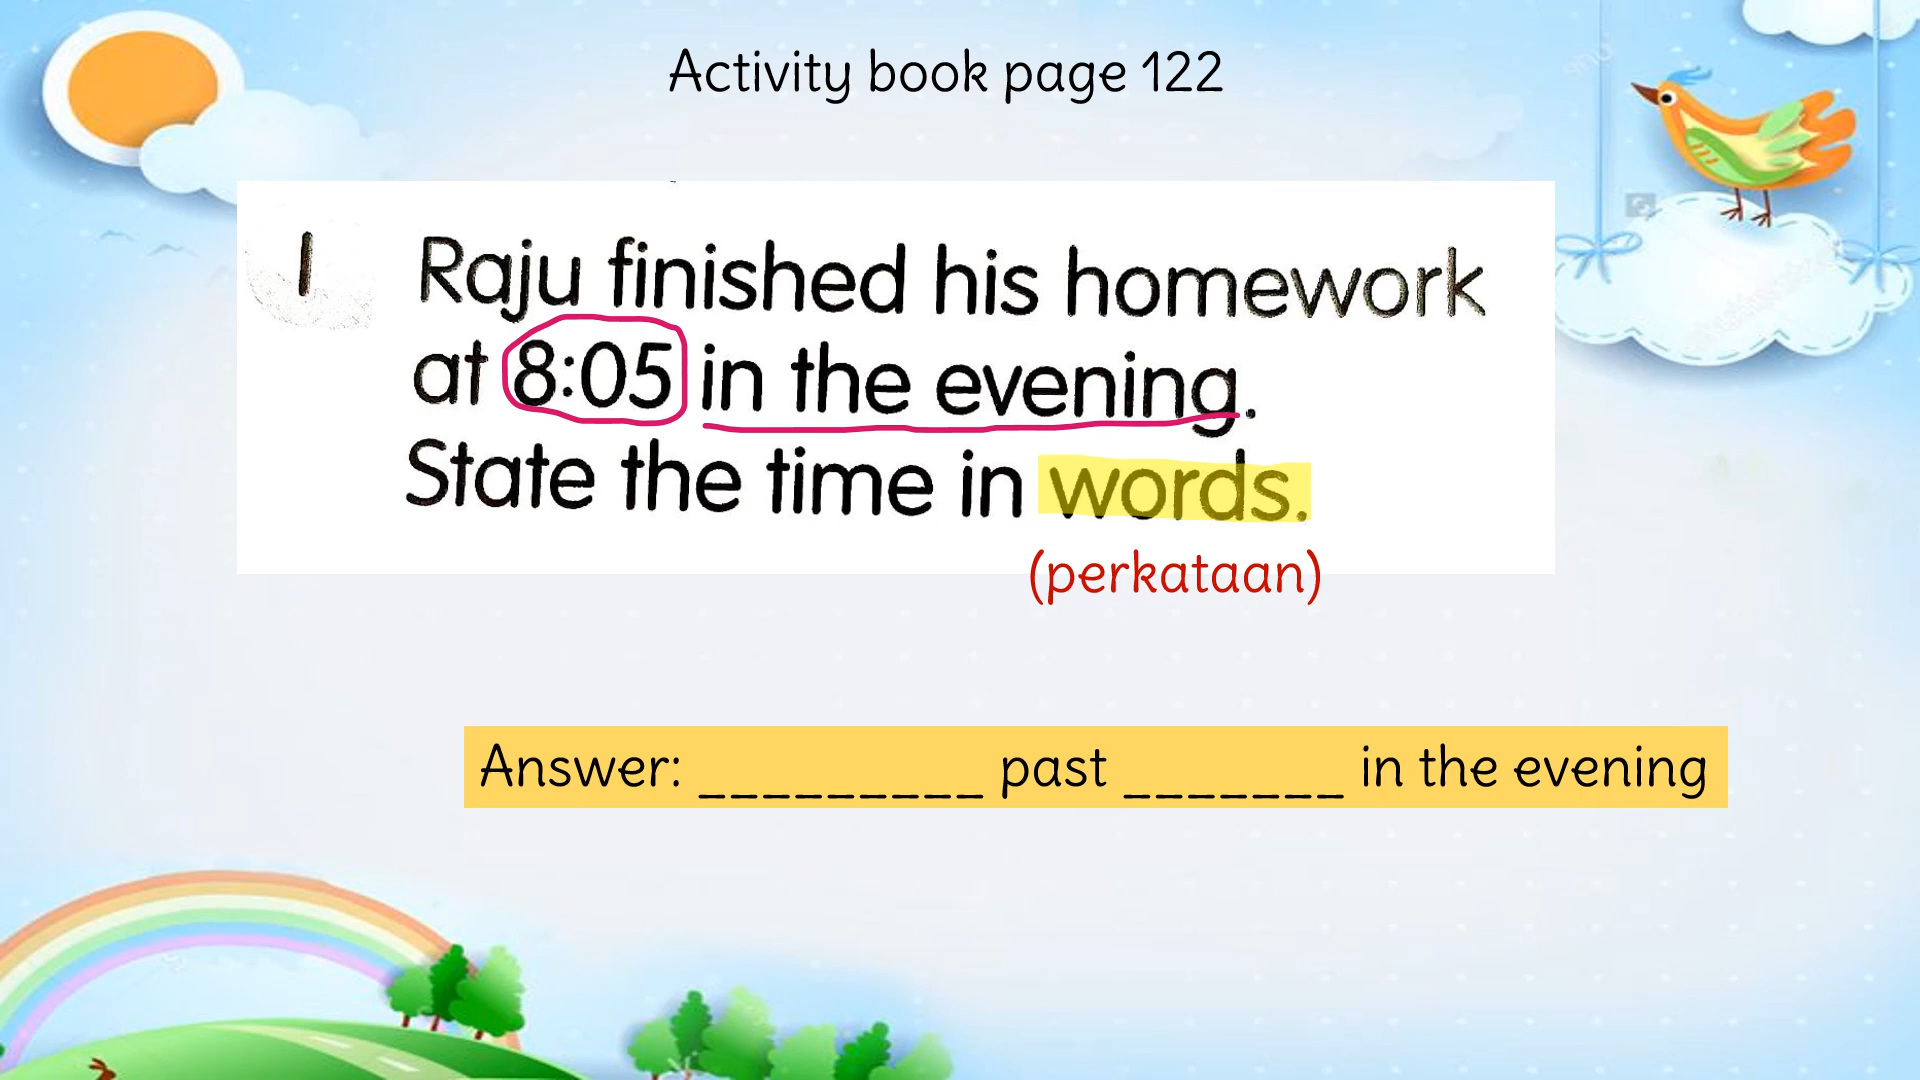 Activity book page 122
1 Raju finished his homework
at 8:05 in the evening.
State the time in words.
(perkataan)
Answer: _________ past _______ in the evening